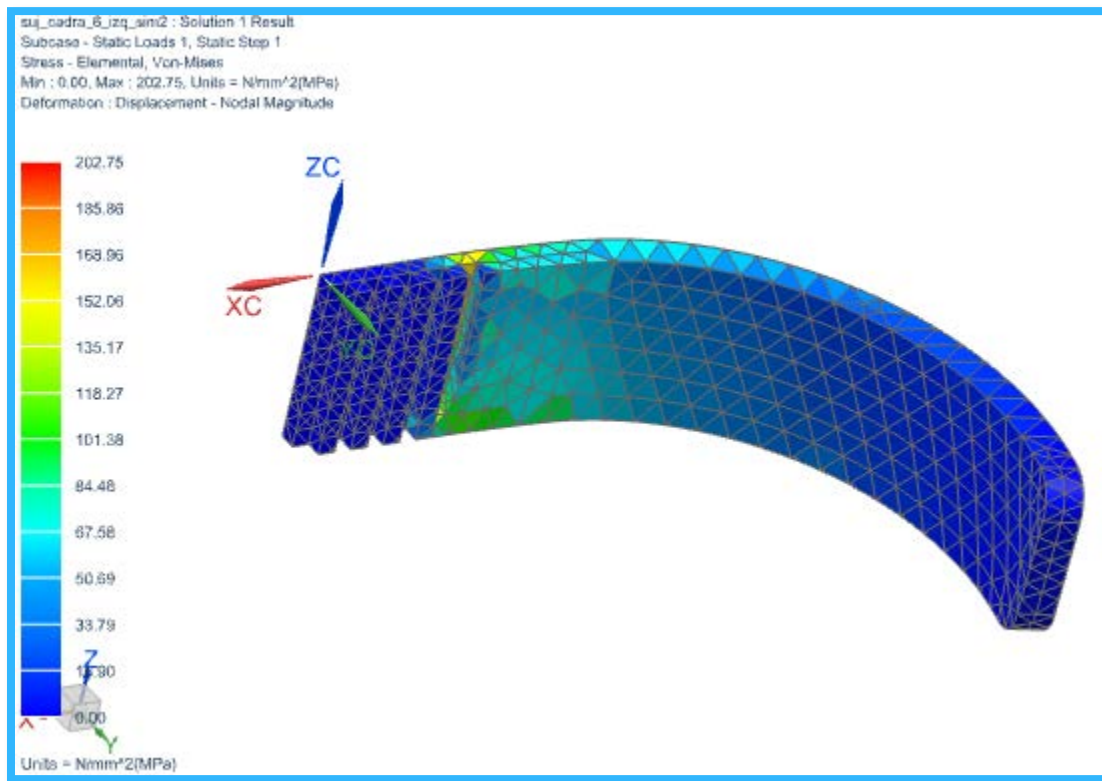 suj_cadra_6_izq_sim2 : Solution 1 Result
Subcase - Static Loads 1, Static Step 1
Stress - Elemental, Von-Mises
Min : 0.00, Max : 202.75, Units = N/mm^2(MPa)
Deformation : Displacement - Nodal Magnitude
202.75
185.86
168.96
152.06
135.17
118.27
101.38
84.48
67.58
50.69
33.79
16.90
0.00
ZC
XC
YC
Z
X
Y
Units = N/mm^2(MPa)